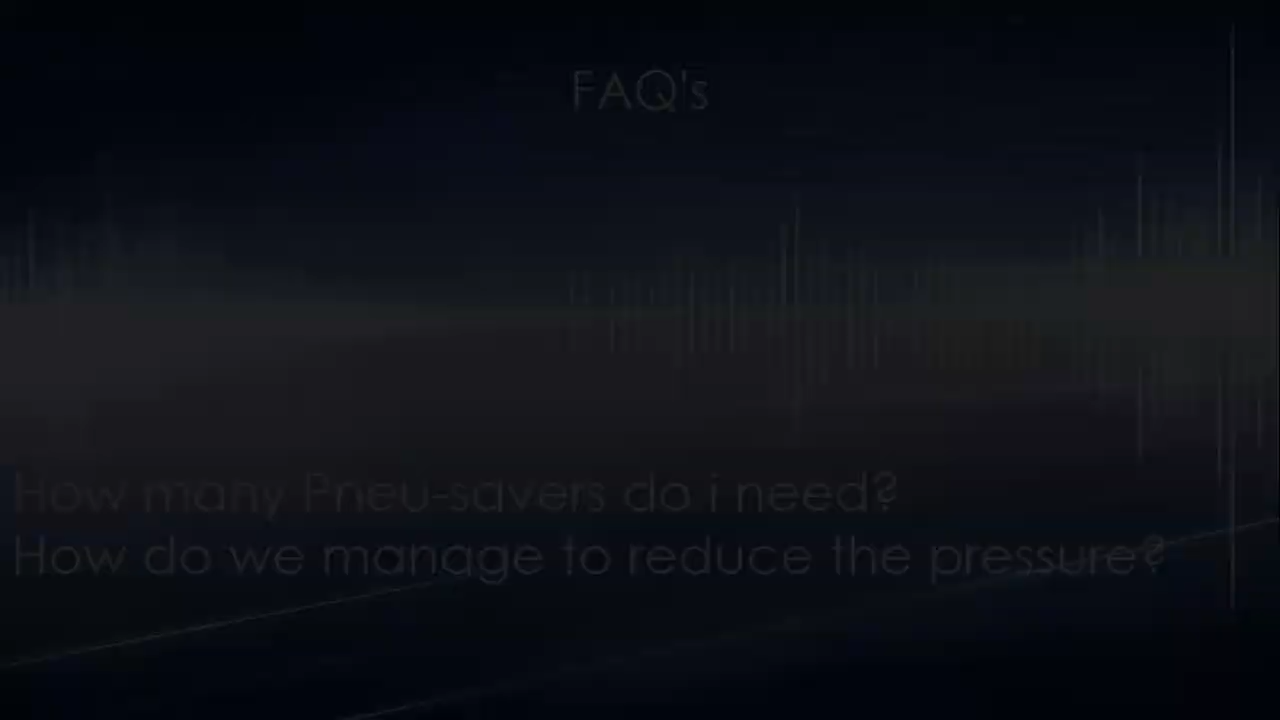 FAQ's
How many Pneu-savers do i need?
How do we manage to reduce the pressure?